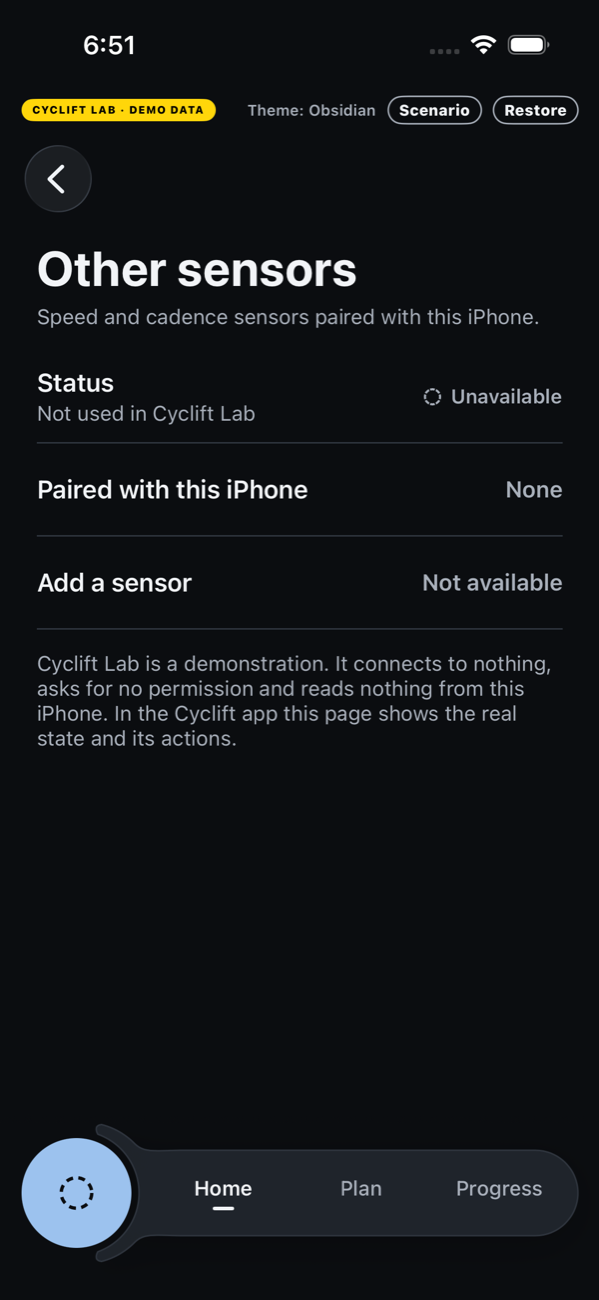 6:51
CYCLIFT LAB · DEMO DATA
Theme: Obsidian
Scenario
Restore
Other sensors
Speed and cadence sensors paired with this iPhone.
Status
Not used in Cyclift Lab
Unavailable
Paired with this iPhone
None
Add a sensor
Not available
Cyclift Lab is a demonstration. It connects to nothing,
asks for no permission and reads nothing from this
iPhone. In the Cyclift app this page shows the real
state and its actions.
Home
Plan
Progress